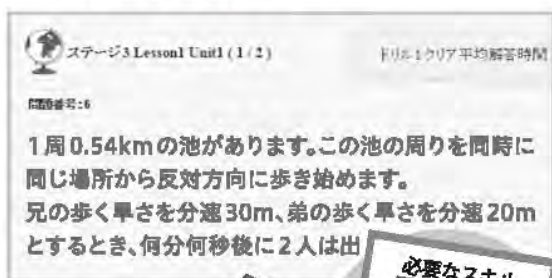 ステージ3 Lesson1 Unit1 ( 1 / 2 )
ドリル1クリア平均解答時間
問題番号:6
1周0.54kmの池があります。この池の周りを同時に
同じ場所から反対方向に歩き始めます。
兄の歩く早さを分速30m、弟の歩く早さを分速20m
とするとき、何分何秒後に2人は出
必要なスキル